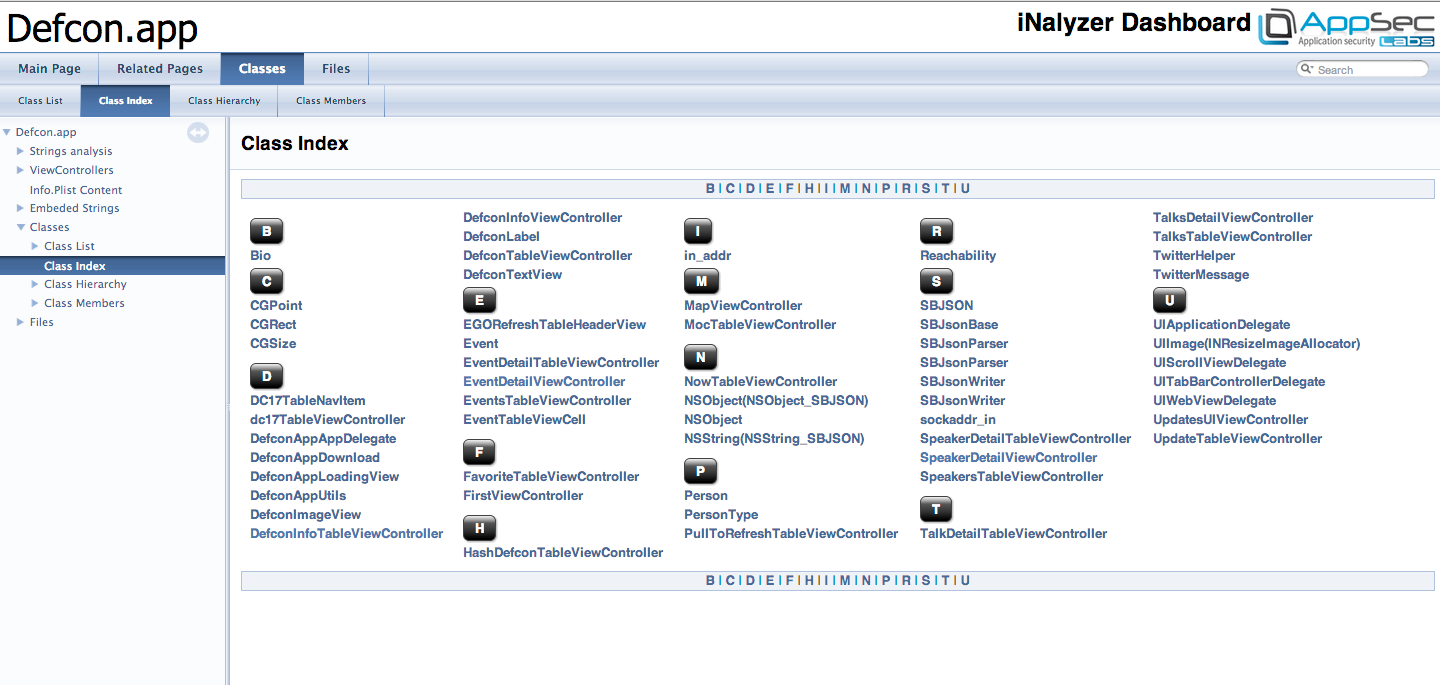 Defcon.app
iNalyzer Dashboard
AppSec
Application security Labs
Main Page
Related Pages
Classes
Files
Search
Class List
Class Index
Class Hierarchy
Class Members
Defcon.app
Strings analysis
ViewControllers
Info.Plist Content
Embeded Strings
Classes
Class List
Class Index
Class Hierarchy
Class Members
Files
Class Index
B | C | D | E | F | H | I | M | N | P | R | S | T | U
B
Bio
C
CGPoint
CGRect
CGSize
D
DC17TableNavItem
dc17TableViewController
DefconAppAppDelegate
DefconAppDownload
DefconAppLoadingView
DefconAppUtils
DefconImageView
DefconInfoTableViewController
DefconInfoViewController
DefconLabel
DefconTableViewController
DefconTextView
E
EGORefreshTableHeaderView
Event
EventDetailTableViewController
EventDetailViewController
EventsTableViewController
EventTableViewCell
F
FavoriteTableViewController
FirstViewController
H
HashDefconTableViewController
I
in_addr
M
MapViewController
MocTableViewController
N
NowTableViewController
NSObject(NSObject_SBJSON)
NSObject
NSString(NSString_SBJSON)
P
Person
PersonType
PullToRefreshTableViewController
R
Reachability
S
SBJSON
SBJsonBase
SBJsonParser
SBJsonParser
SBJsonWriter
SBJsonWriter
sockaddr_in
SpeakerDetailTableViewController
SpeakerDetailViewController
SpeakersTableViewController
T
TalkDetailTableViewController
TalksDetailViewController
TalksTableViewController
TwitterHelper
TwitterMessage
U
UIApplicationDelegate
UIImage(INResizeImageAllocator)
UIScrollViewDelegate
UITabBarControllerDelegate
UIWebViewDelegate
UpdatesUIViewController
UpdateTableViewController
B | C | D | E | F | H | I | M | N | P | R | S | T | U